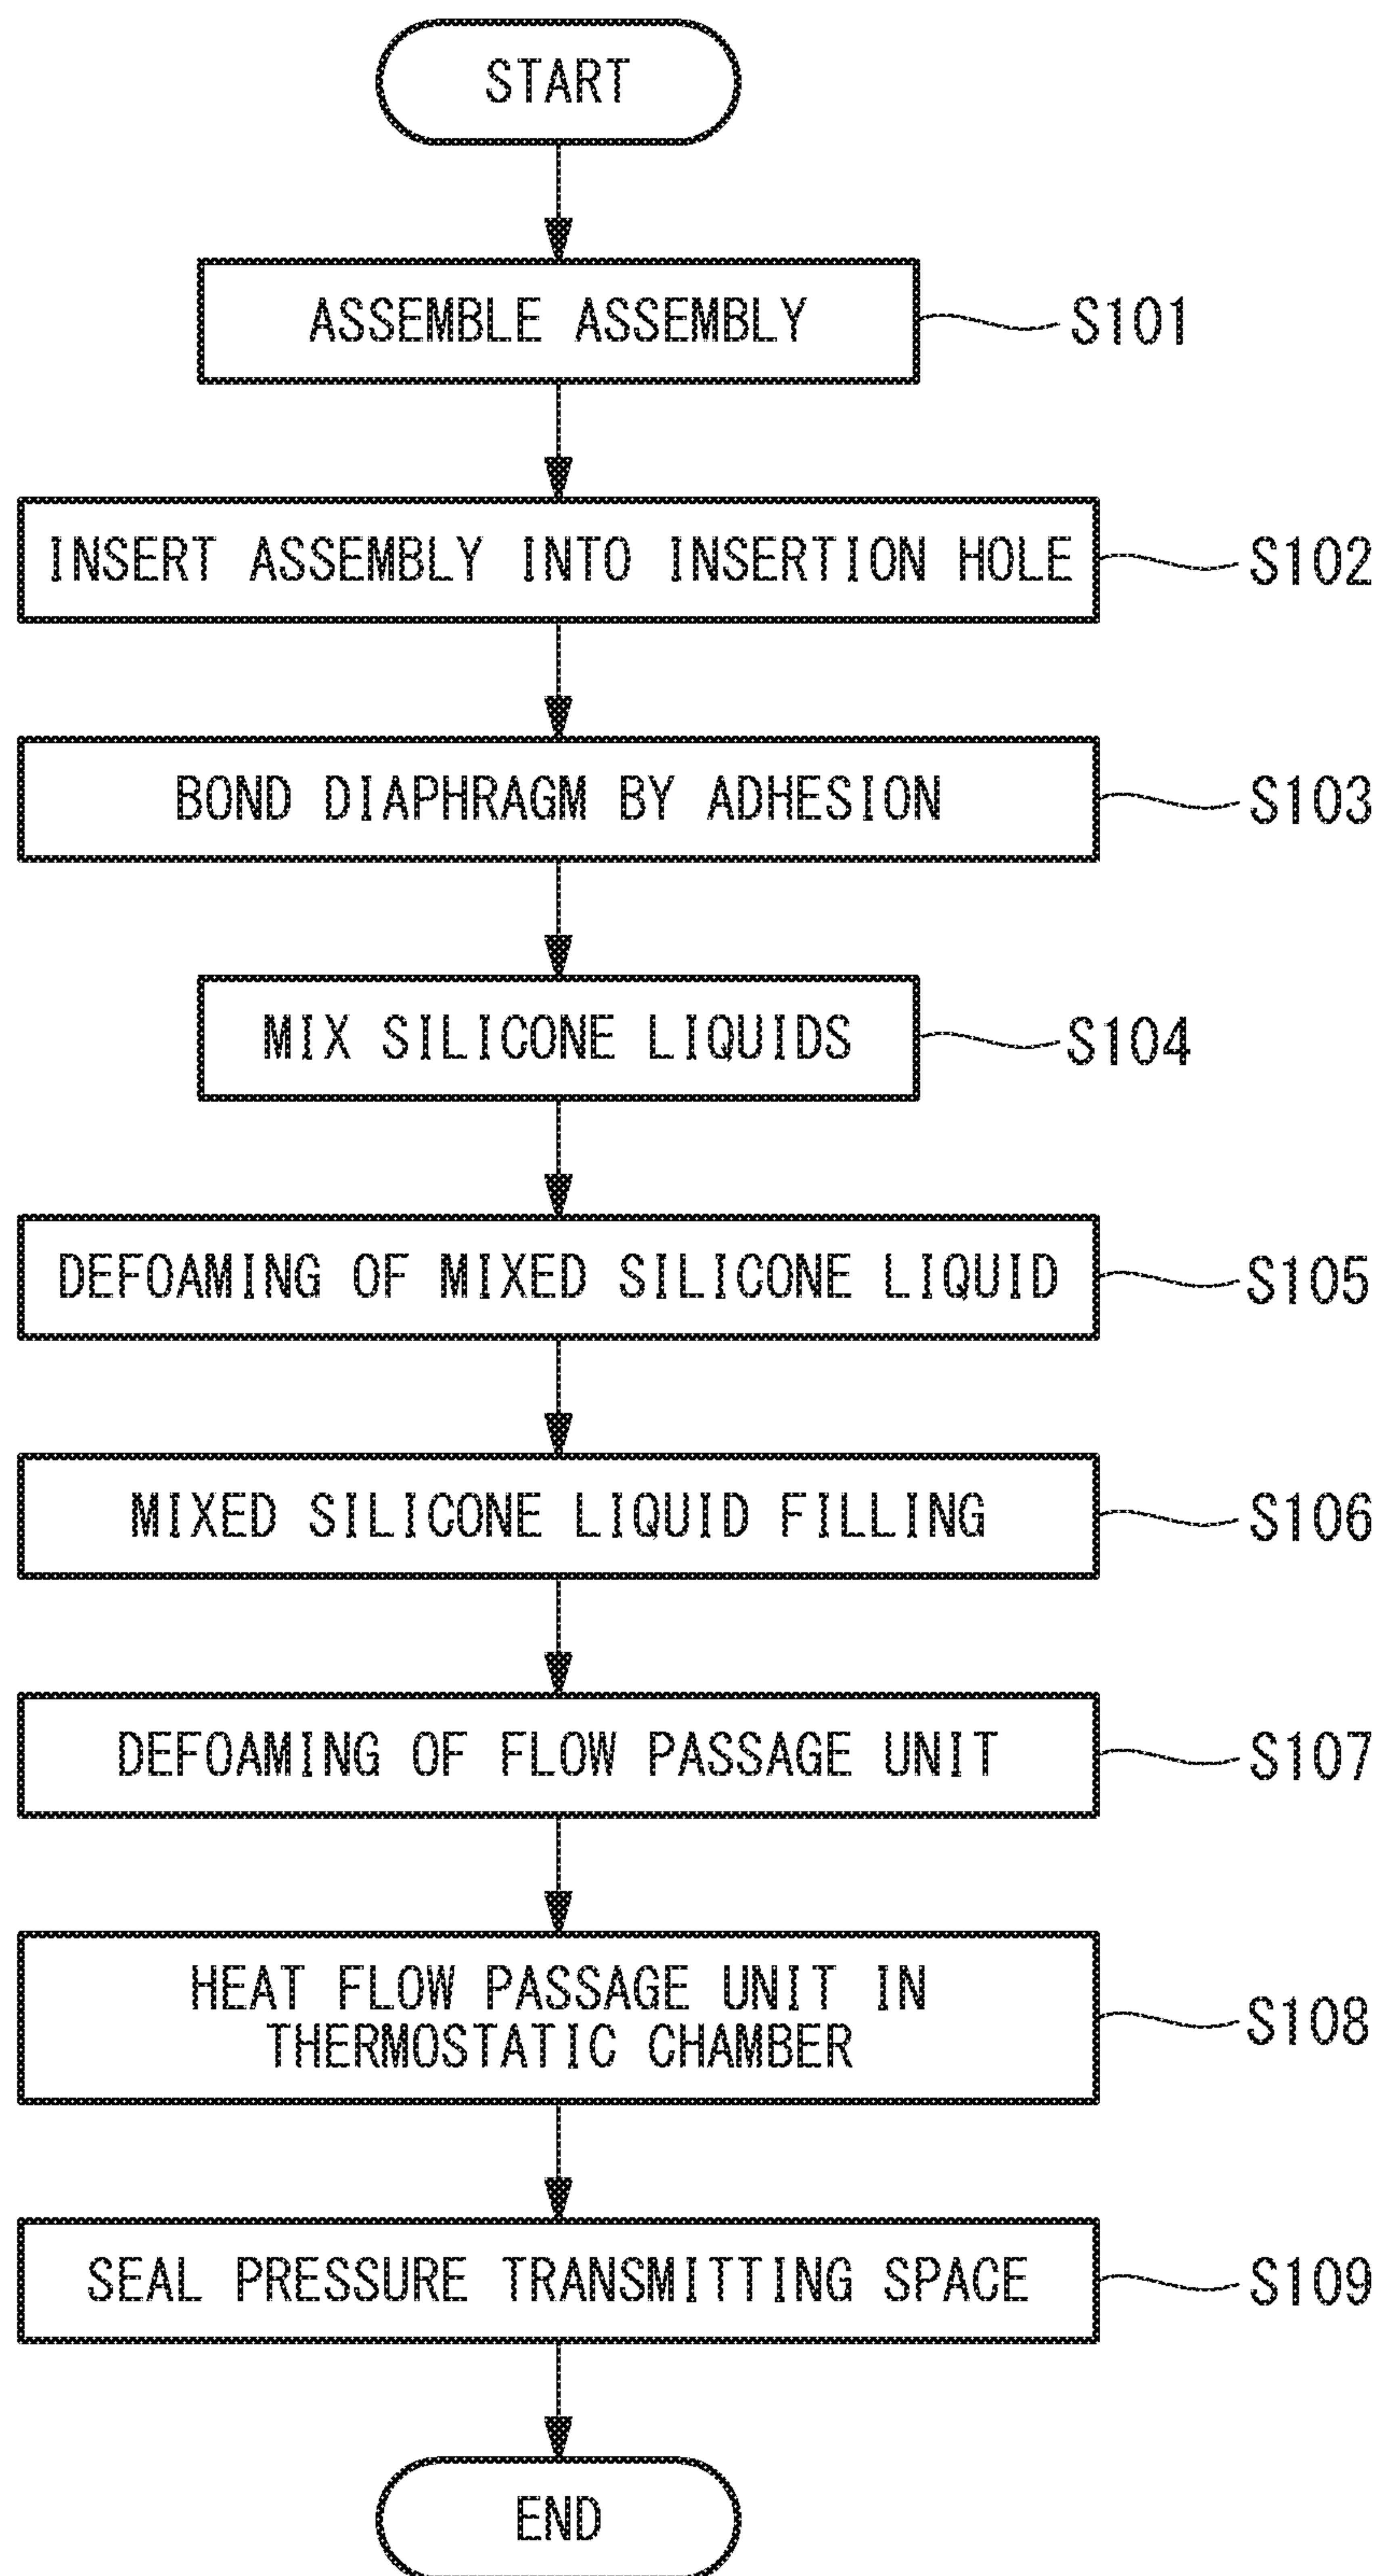 START
ASSEMBLE ASSEMBLY
S101
INSERT ASSEMBLY INTO INSERTION HOLE
S102
BOND DIAPHRAGM BY ADHESION
S103
MIX SILICONE LIQUIDS
S104
DEFOAMING OF MIXED SILICONE LIQUID
S105
MIXED SILICONE LIQUID FILLING
S106
DEFOAMING OF FLOW PASSAGE UNIT
S107
HEAT FLOW PASSAGE UNIT IN
THERMOSTATIC CHAMBER
S108
SEAL PRESSURE TRANSMITTING SPACE
S109
END